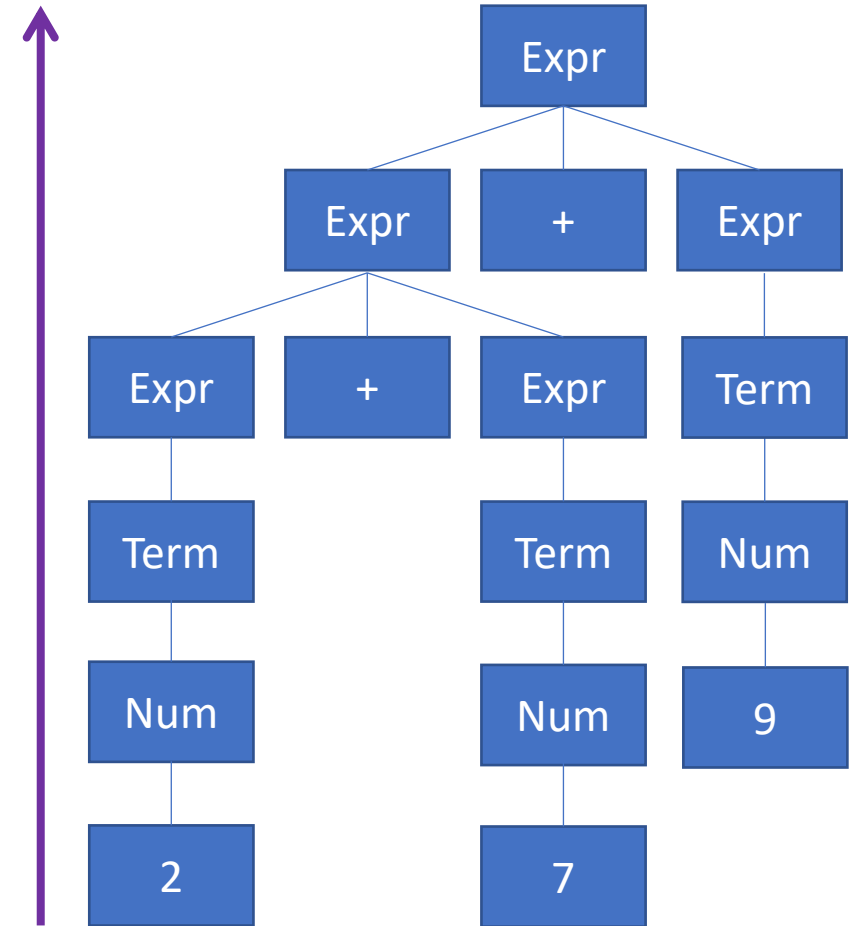 Expr
Expr + Expr
Expr + Expr Term
Term Term Num
Num Num 9
2 7